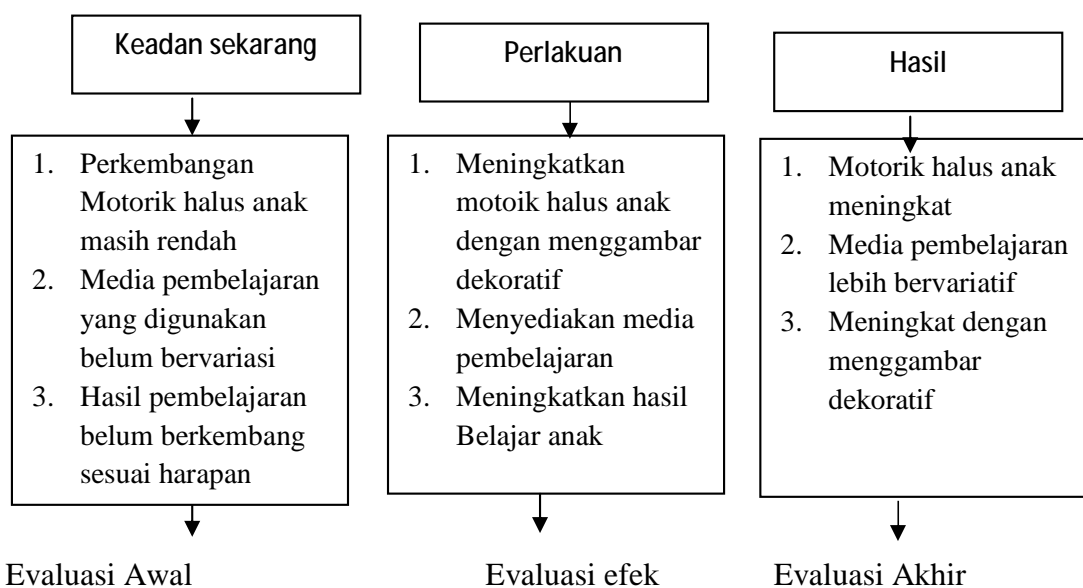 Keadan sekarang
Perlakuan
Hasil
1. Perkembangan
Motorik halus anak
masih rendah
2. Media pembelajaran
yang digunakan
belum bervariasi
3. Hasil pembelajaran
belum berkembang
sesuai harapan
1. Meningkatkan
motoik halus anak
dengan menggambar
dekoratif
2. Menyediakan media
pembelajaran
3. Meningkatkan hasil
Belajar anak
1. Motorik halus anak
meningkat
2. Media pembelajaran
lebih bervariatif
3. Meningkat dengan
menggambar
dekoratif
Evaluasi Awal
Evaluasi efek
Evaluasi Akhir